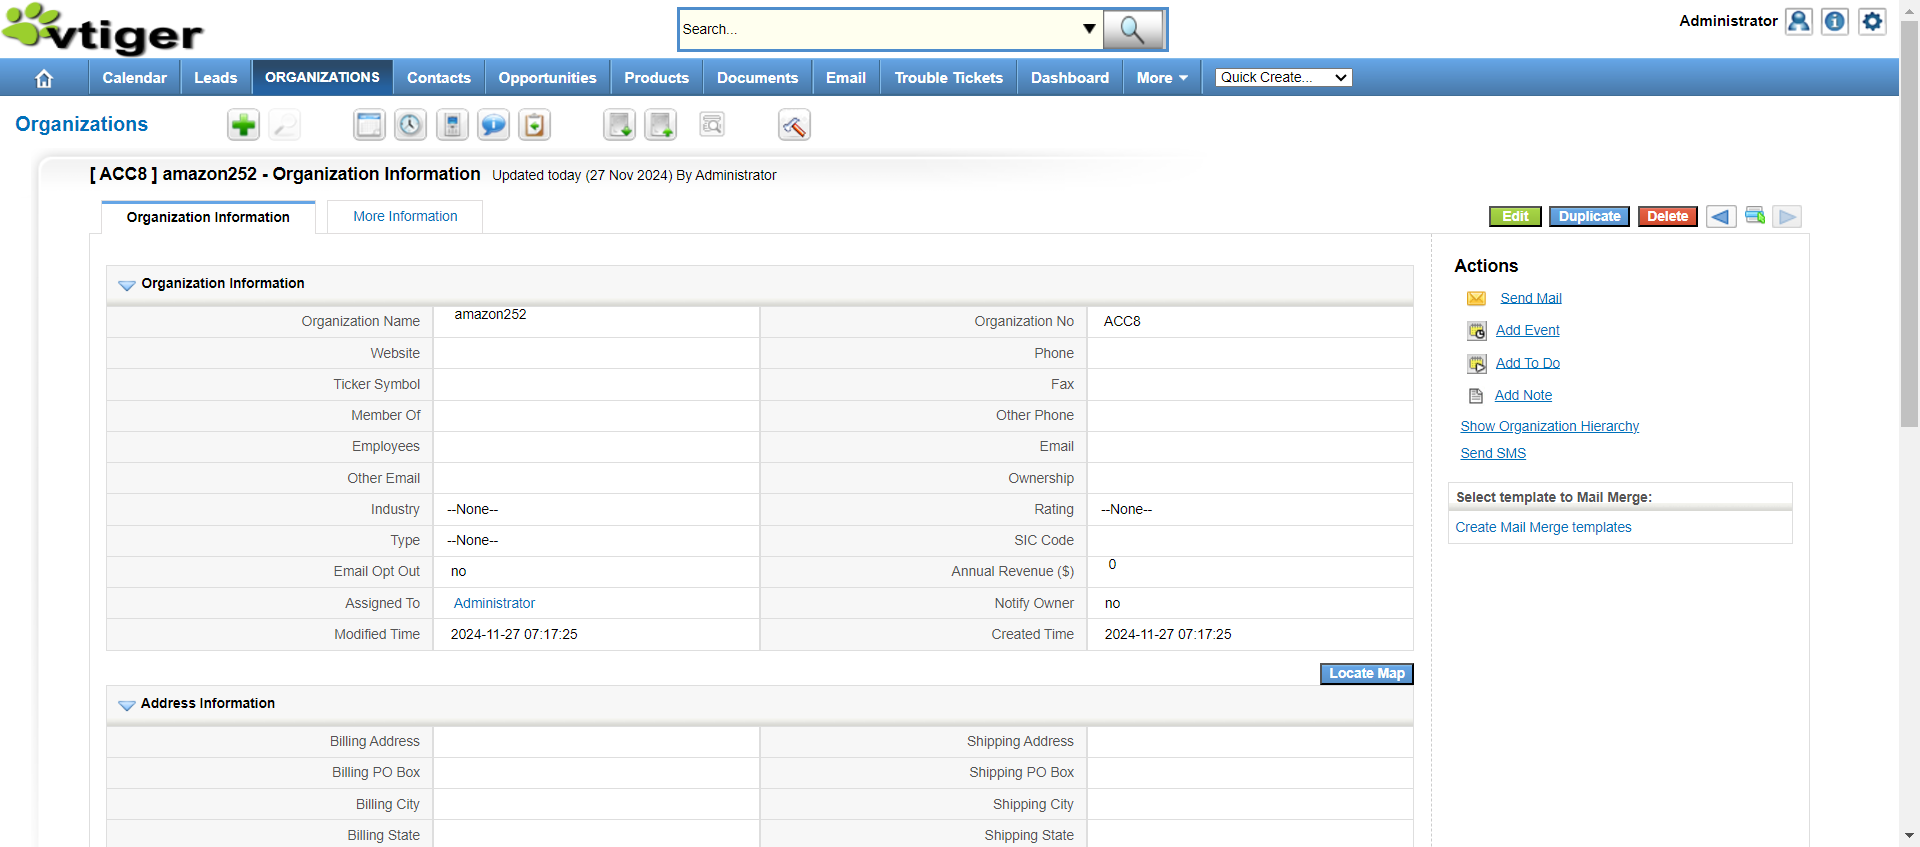 vtiger
Search...
Administrator
Calendar Leads ORGANIZATIONS Contacts Opportunities Products Documents Email Trouble Tickets Dashboard More Quick Create...
Organizations
[ ACC8 ] amazon252 - Organization Information Updated today (27 Nov 2024) By Administrator
Organization Information More Information Edit Duplicate Delete
Organization Information
Organization Name amazon252 Organization No ACC8
Website Phone
Ticker Symbol Fax
Member Of Other Phone
Employees Email
Other Email Ownership
Industry --None-- Rating --None--
Type --None-- SIC Code
Email Opt Out no Annual Revenue ($) 0
Assigned To Administrator Notify Owner no
Modified Time 2024-11-27 07:17:25 Created Time 2024-11-27 07:17:25
Locate Map
Address Information
Billing Address Shipping Address
Billing PO Box Shipping PO Box
Billing City Shipping City
Billing State Shipping State
Actions
Send Mail
Add Event
Add To Do
Add Note
Show Organization Hierarchy
Send SMS
Select template to Mail Merge:
Create Mail Merge templates